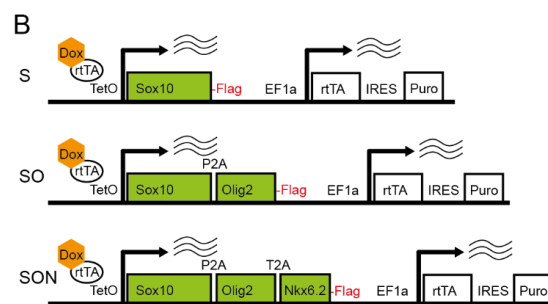 B
S
Dox
rtTA
TetO
Sox10
-Flag
EF1a
rtTA
IRES
Puro
SO
Dox
rtTA
TetO
Sox10
P2A
Olig2
-Flag
EF1a
rtTA
IRES
Puro
SON
Dox
rtTA
TetO
Sox10
P2A
Olig2
T2A
Nkx6.2
-Flag
EF1a
rtTA
IRES
Puro